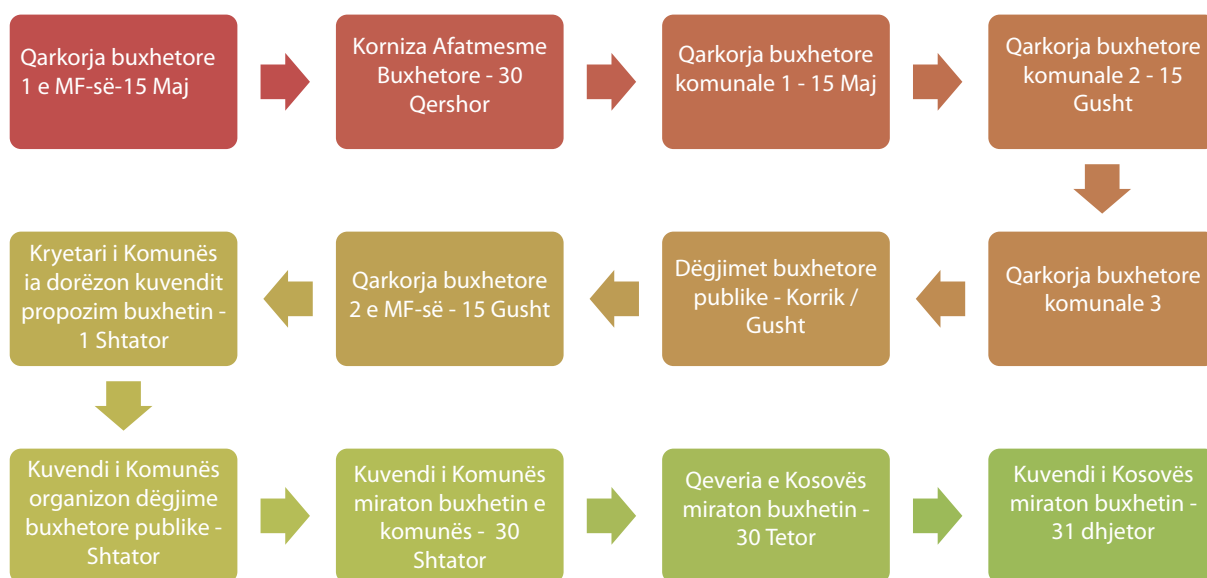 Qarkorja buxhetore
1 e MF-së-15 Maj
Korniza Afatmesme
Buxhetore - 30
Qershor
Qarkorja buxhetore
komunale 1 - 15 Maj
Qarkorja buxhetore
komunale 2 - 15
Gusht
Qarkorja buxhetore
komunale 3
Dëgjimet buxhetore
publike - Korrik /
Gusht
Qarkorja buxhetore
2 e MF-së - 15 Gusht
Kryetari i Komunës
ia dorëzon kuvendit
propozim buxhetin -
1 Shtator
Kuvendi i Komunës
organizon dëgjime
buxhetore publike -
Shtator
Kuvendi i Komunës
miraton buxhetin e
komunës - 30
Shtator
Qeveria e Kosovës
miraton buxhetin -
30 Tetor
Kuvendi i Kosovës
miraton buxhetin -
31 dhjetor